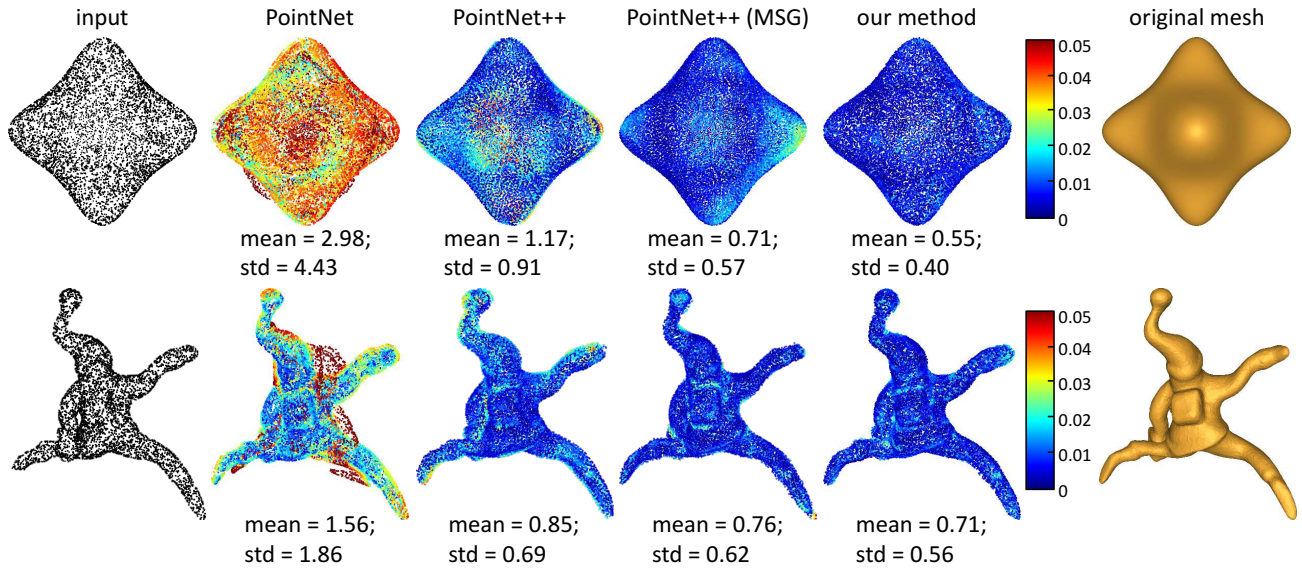 input PointNet PointNet++ PointNet++ (MSG) our method original mesh
0.05
0.04
0.03
0.02
0.01
0
mean = 2.98; mean = 1.17; mean = 0.71; mean = 0.55;
std = 4.43 std = 0.91 std = 0.57 std = 0.40
0.05
0.04
0.03
0.02
0.01
0
mean = 1.56; mean = 0.85; mean = 0.76; mean = 0.71;
std = 1.86 std = 0.69 std = 0.62 std = 0.56